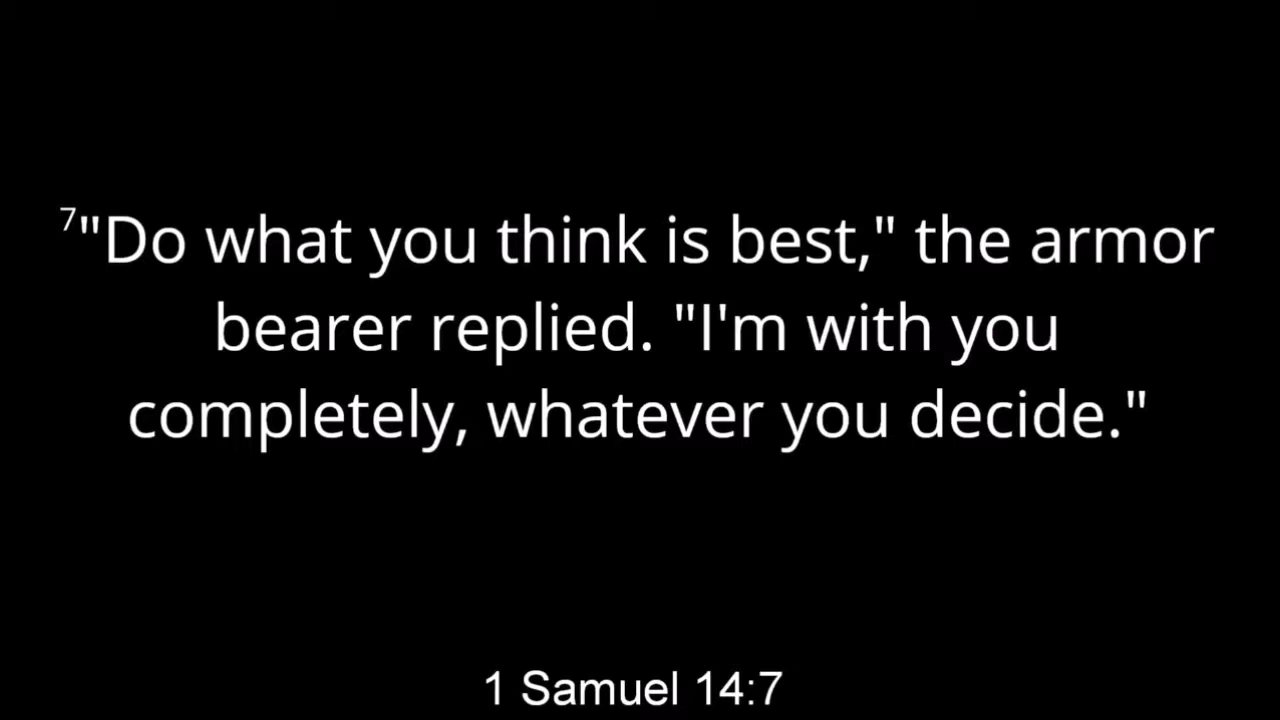 ⁷"Do what you think is best," the armor
bearer replied. "I'm with you
completely, whatever you decide."
1 Samuel 14:7